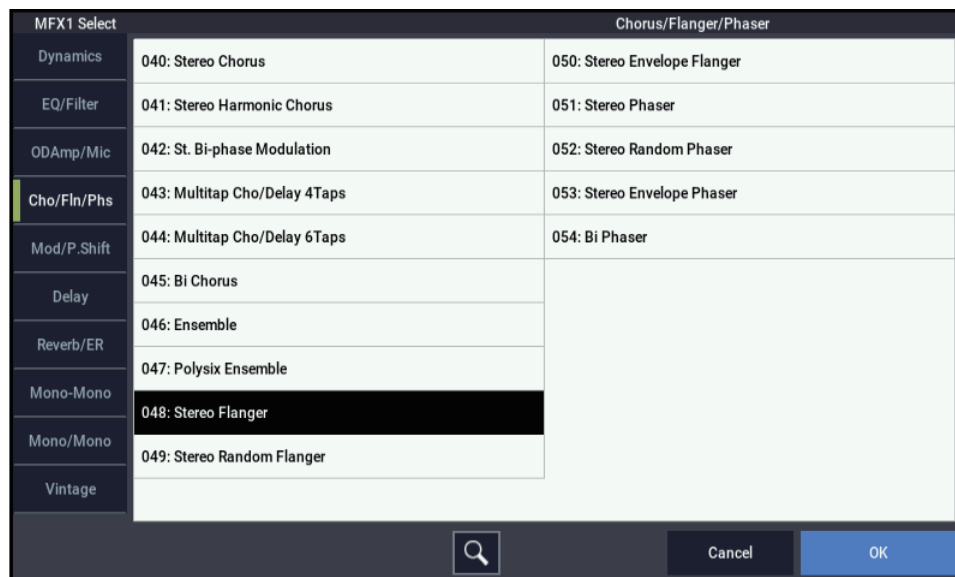 MFX1 Select
Chorus/Flanger/Phaser
Dynamics
EQ/Filter
ODAmp/Mic
Cho/Fln/Phs
Mod/P.Shift
Delay
Reverb/ER
Mono-Mono
Mono/Mono
Vintage
040: Stereo Chorus
041: Stereo Harmonic Chorus
042: St. Bi-phase Modulation
043: Multitap Cho/Delay 4Taps
044: Multitap Cho/Delay 6Taps
045: Bi Chorus
046: Ensemble
047: Polysix Ensemble
048: Stereo Flanger
049: Stereo Random Flanger
050: Stereo Envelope Flanger
051: Stereo Phaser
052: Stereo Random Phaser
053: Stereo Envelope Phaser
054: Bi Phaser
Cancel
OK